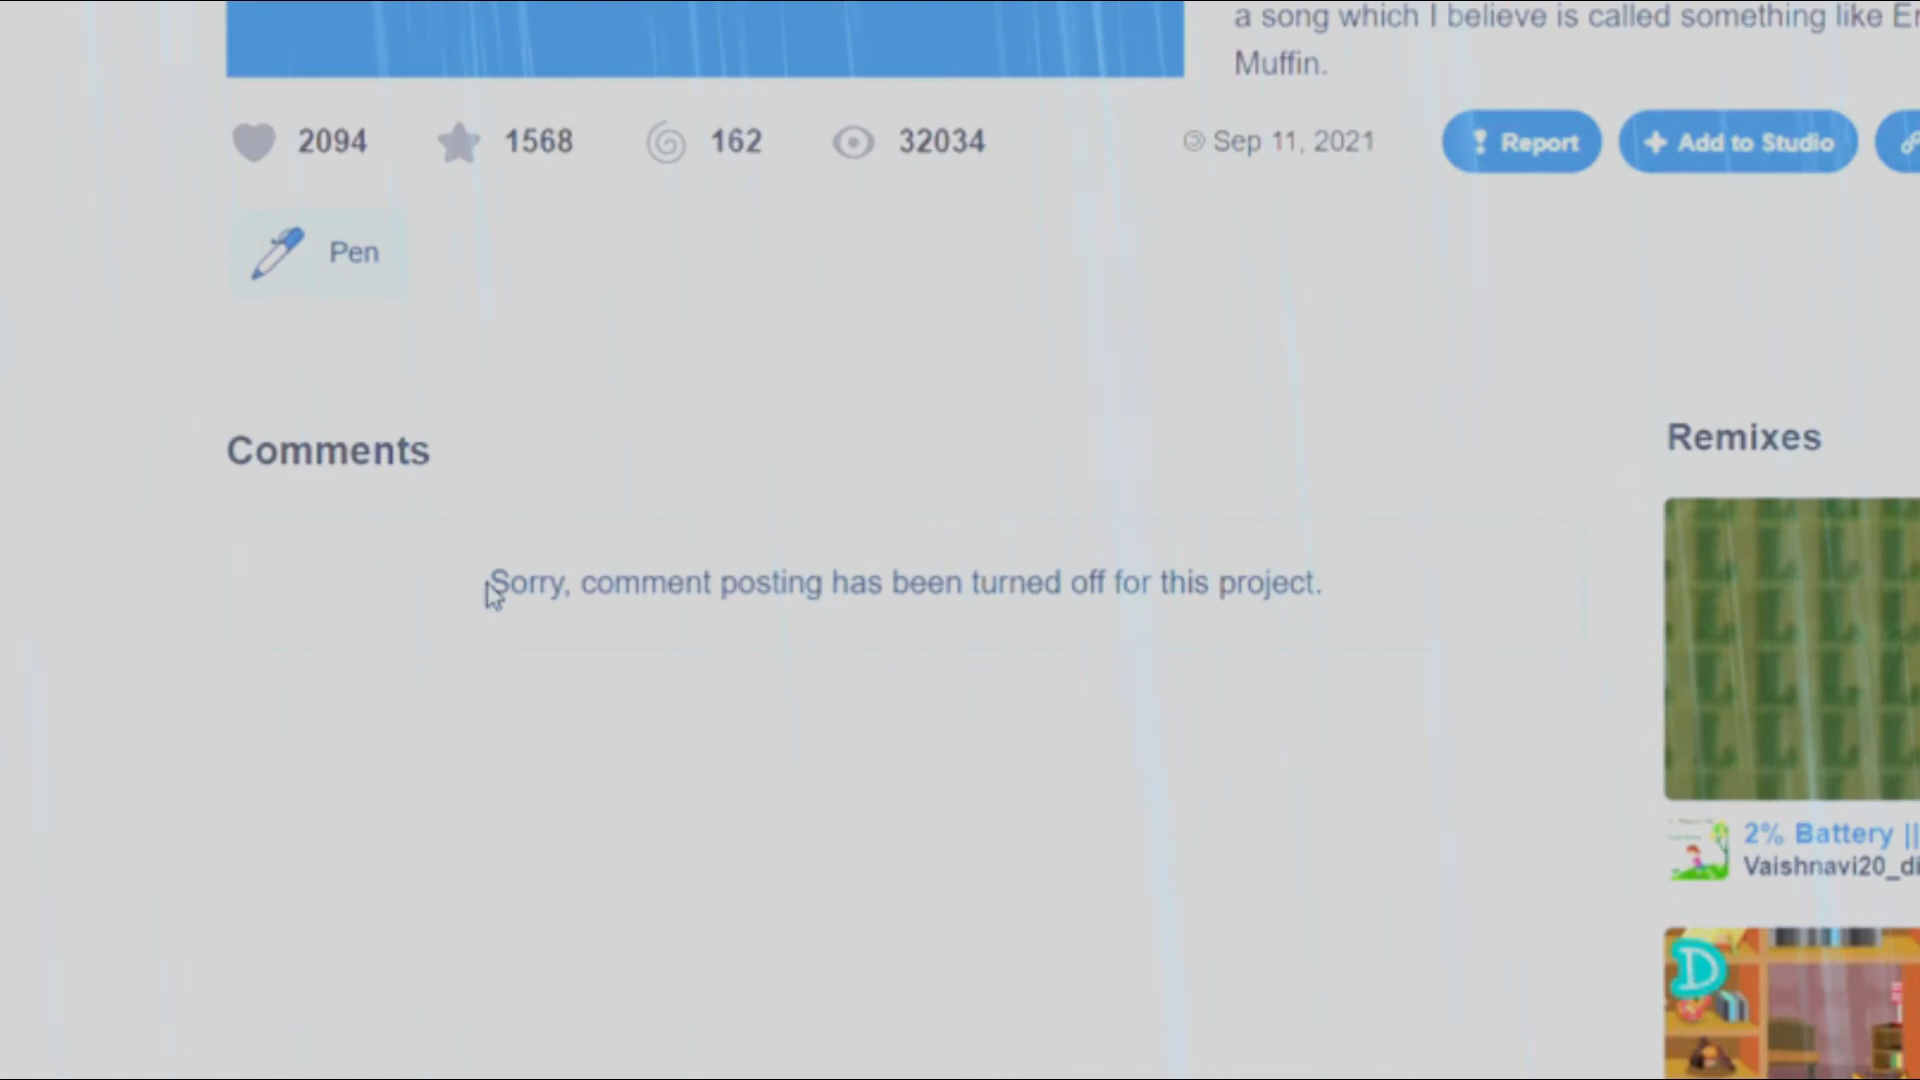 a song which I believe is called something like
Muffin.
2094
1568
162
32034
Sep 11, 2021
Report
Add to Studio
Pen
Comments
Remixes
Sorry, comment posting has been turned off for this project.
2% Battery ||
Vaishnavi20_di
D